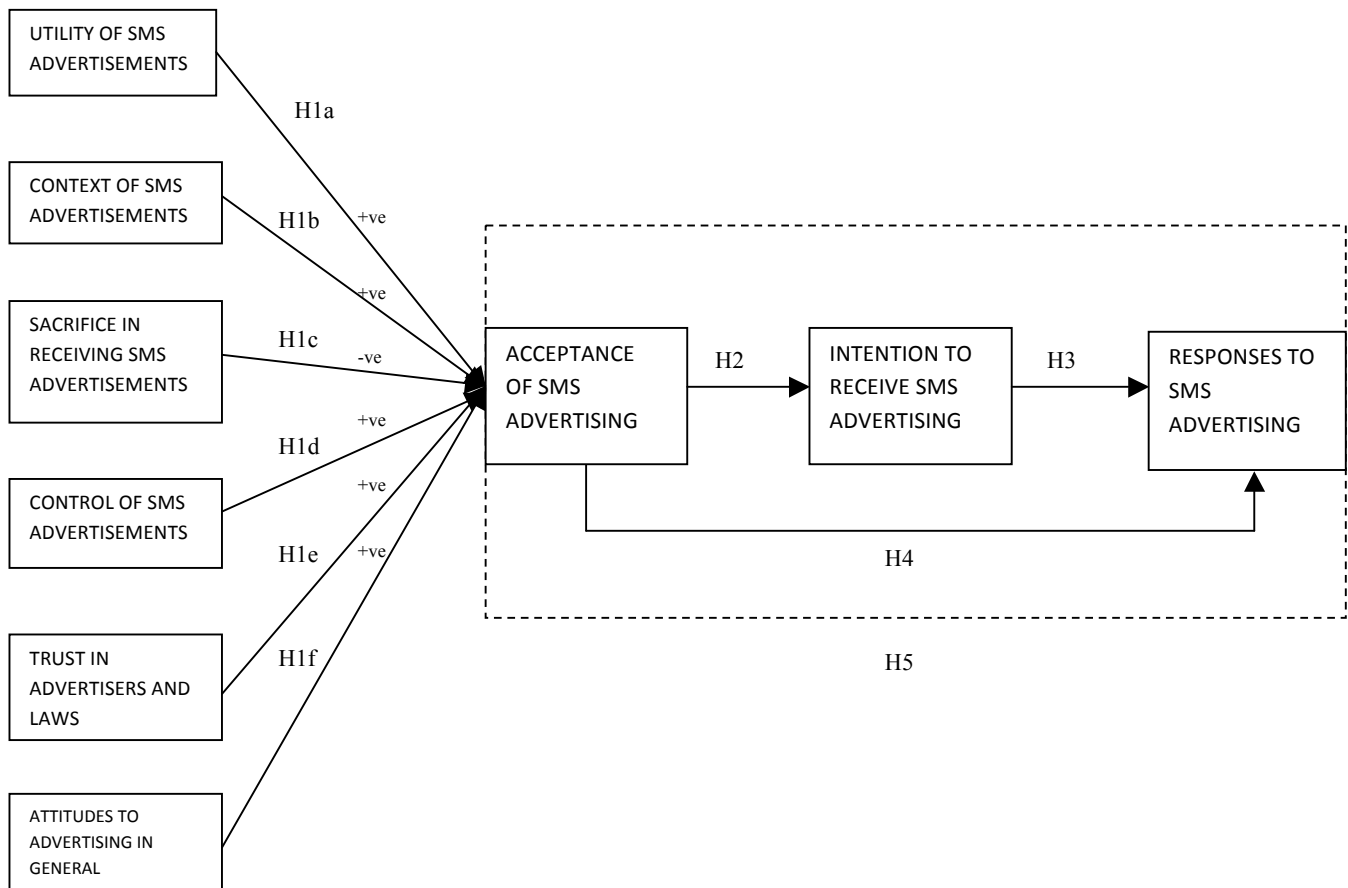 UTILITY OF SMS
ADVERTISEMENTS
H1a
CONTEXT OF SMS
ADVERTISEMENTS
H1b
+ve
+ve
SACRIFICE IN
RECEIVING SMS
ADVERTISEMENTS
H1c
-ve
ACCEPTANCE
OF SMS
ADVERTISING
H2
INTENTION TO
RECEIVE SMS
ADVERTISING
H3
RESPONSES TO
SMS
ADVERTISING
+ve
H1d
CONTROL OF SMS
ADVERTISEMENTS
+ve
H1e
+ve
H4
TRUST IN
ADVERTISERS AND
LAWS
H1f
H5
ATTITUDES TO
ADVERTISING IN
GENERAL